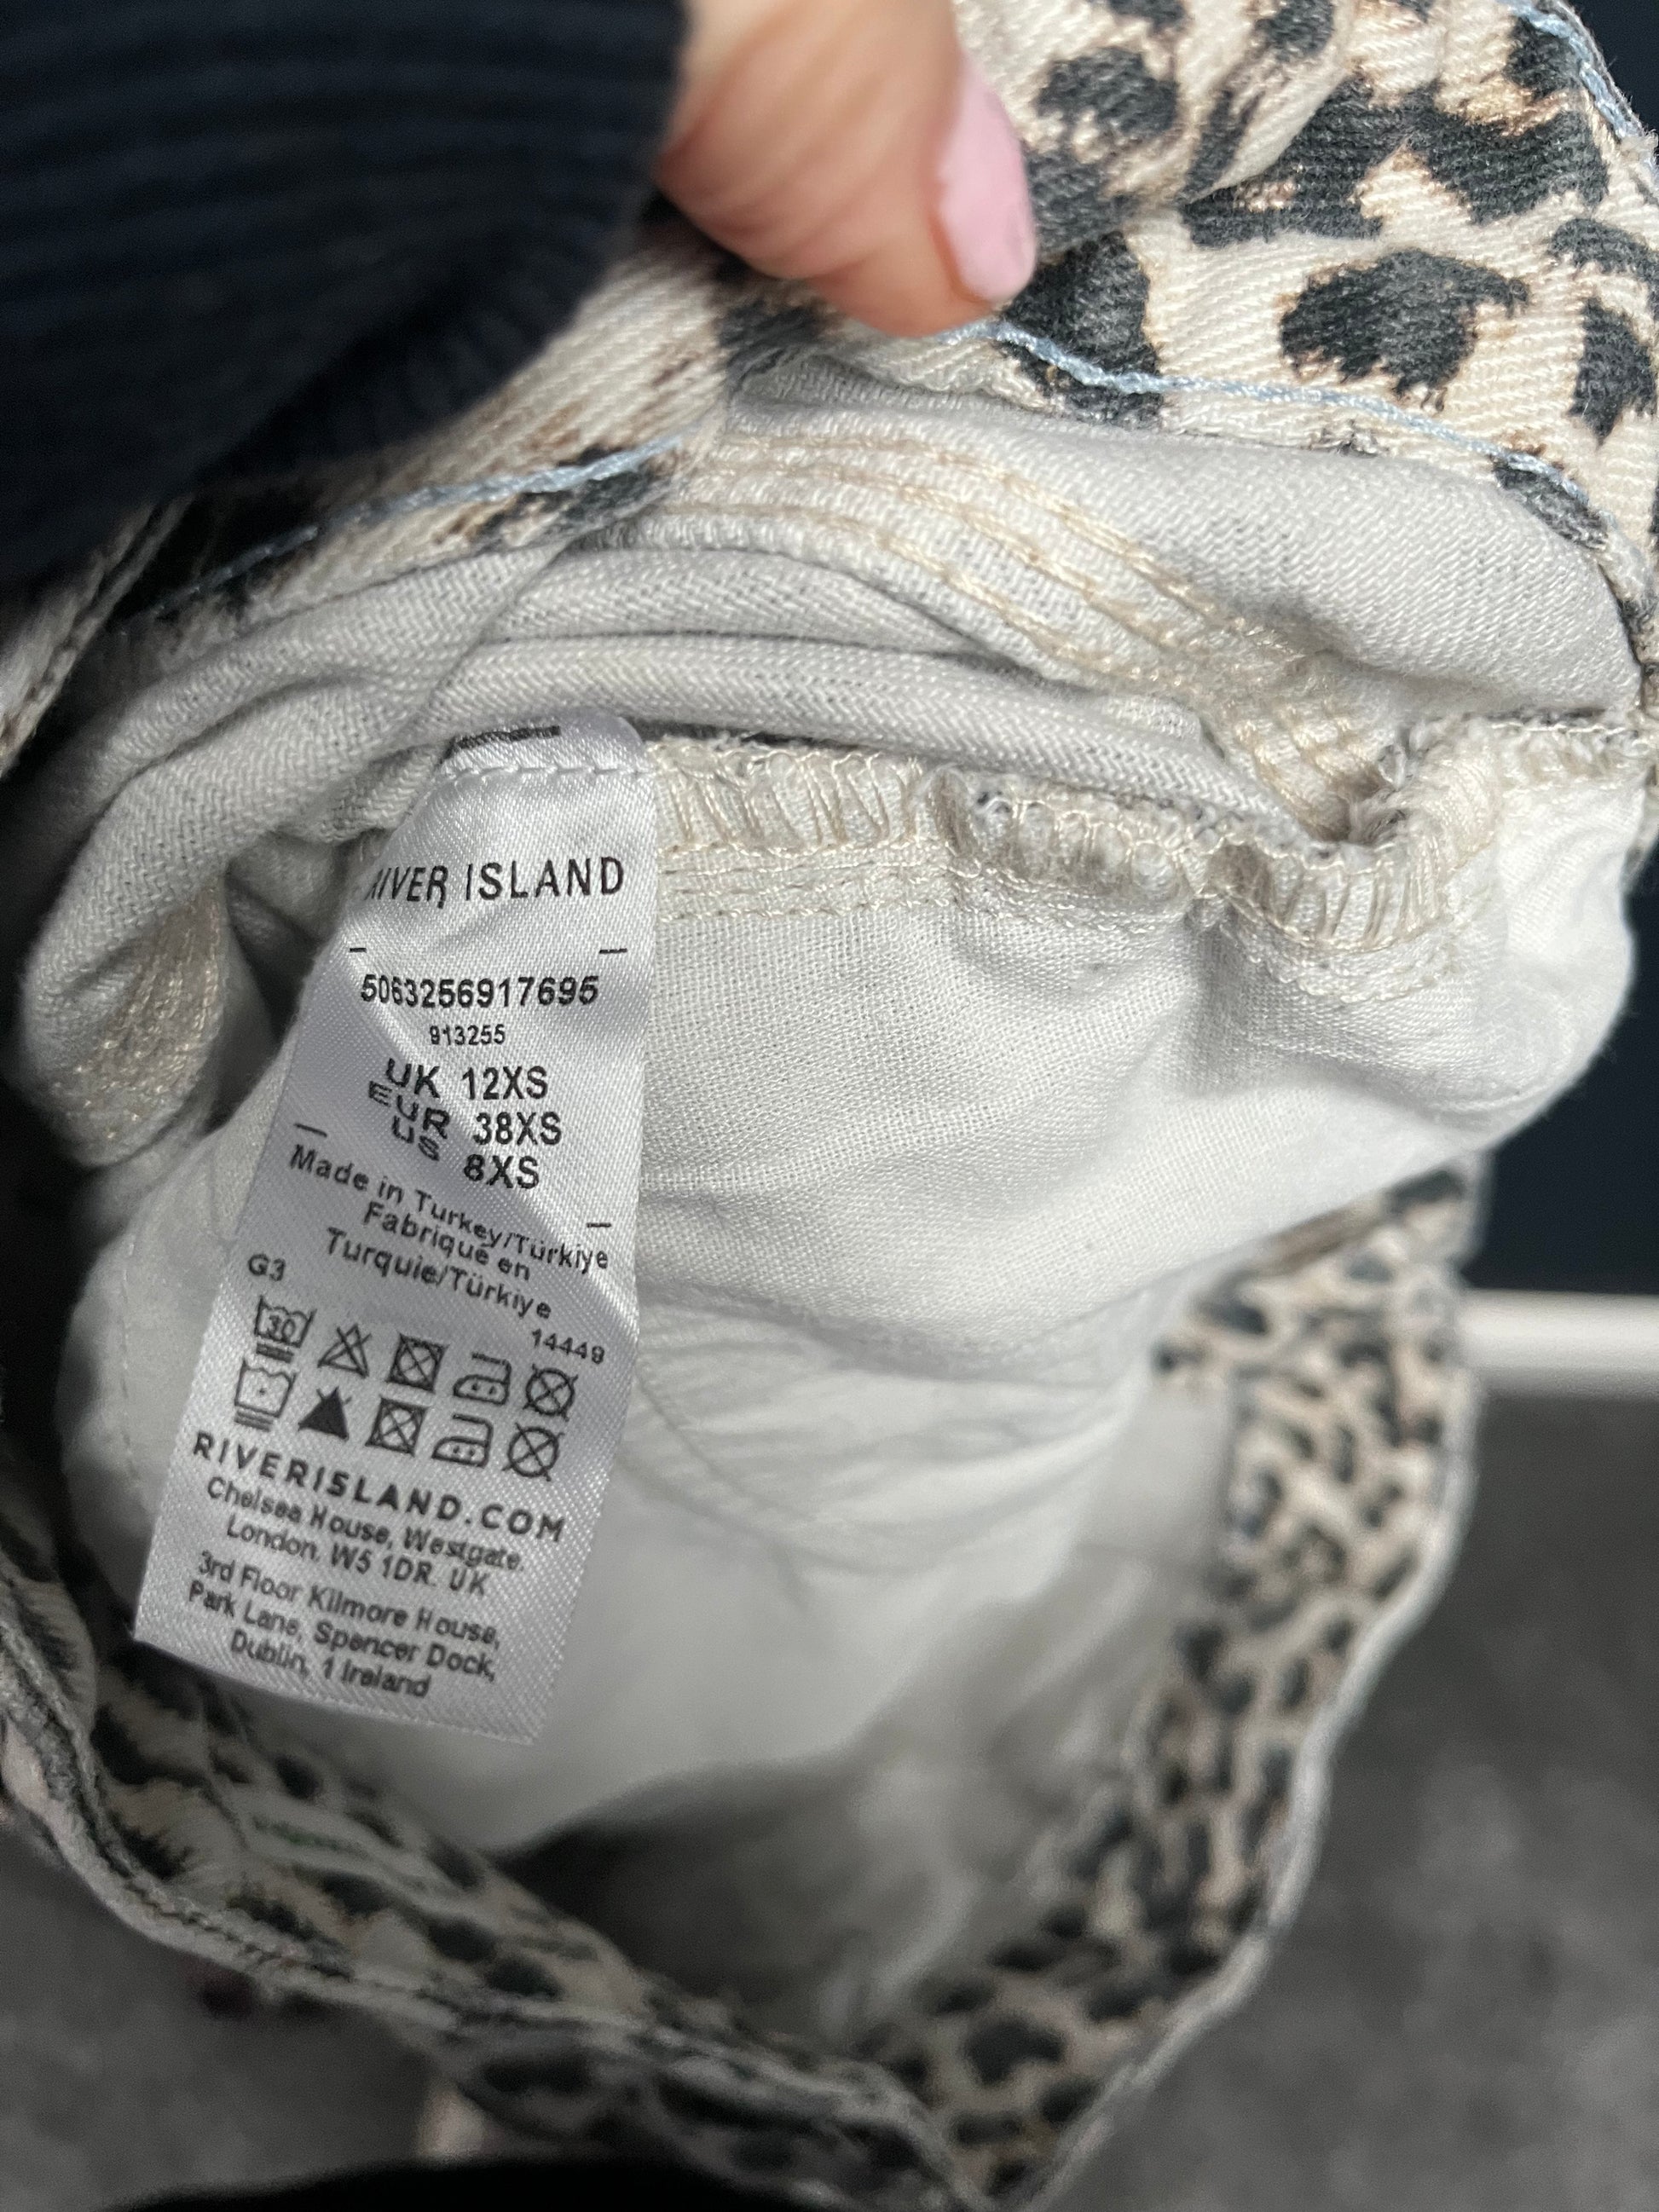 RIVER ISLAND
5063256917695
913255
UK 12XS
EUR 38XS
US 8XS
Made in Turkey/Türkiye
Fabriqué en
Turquie/Türkiye
G3
14449
30
RIVERISLAND.COM
Chelsea House, Westgate,
London, W5 1DR. UK
3rd Floor Kilmore House,
Park Lane, Spencer Dock,
Dublin, 1 Ireland